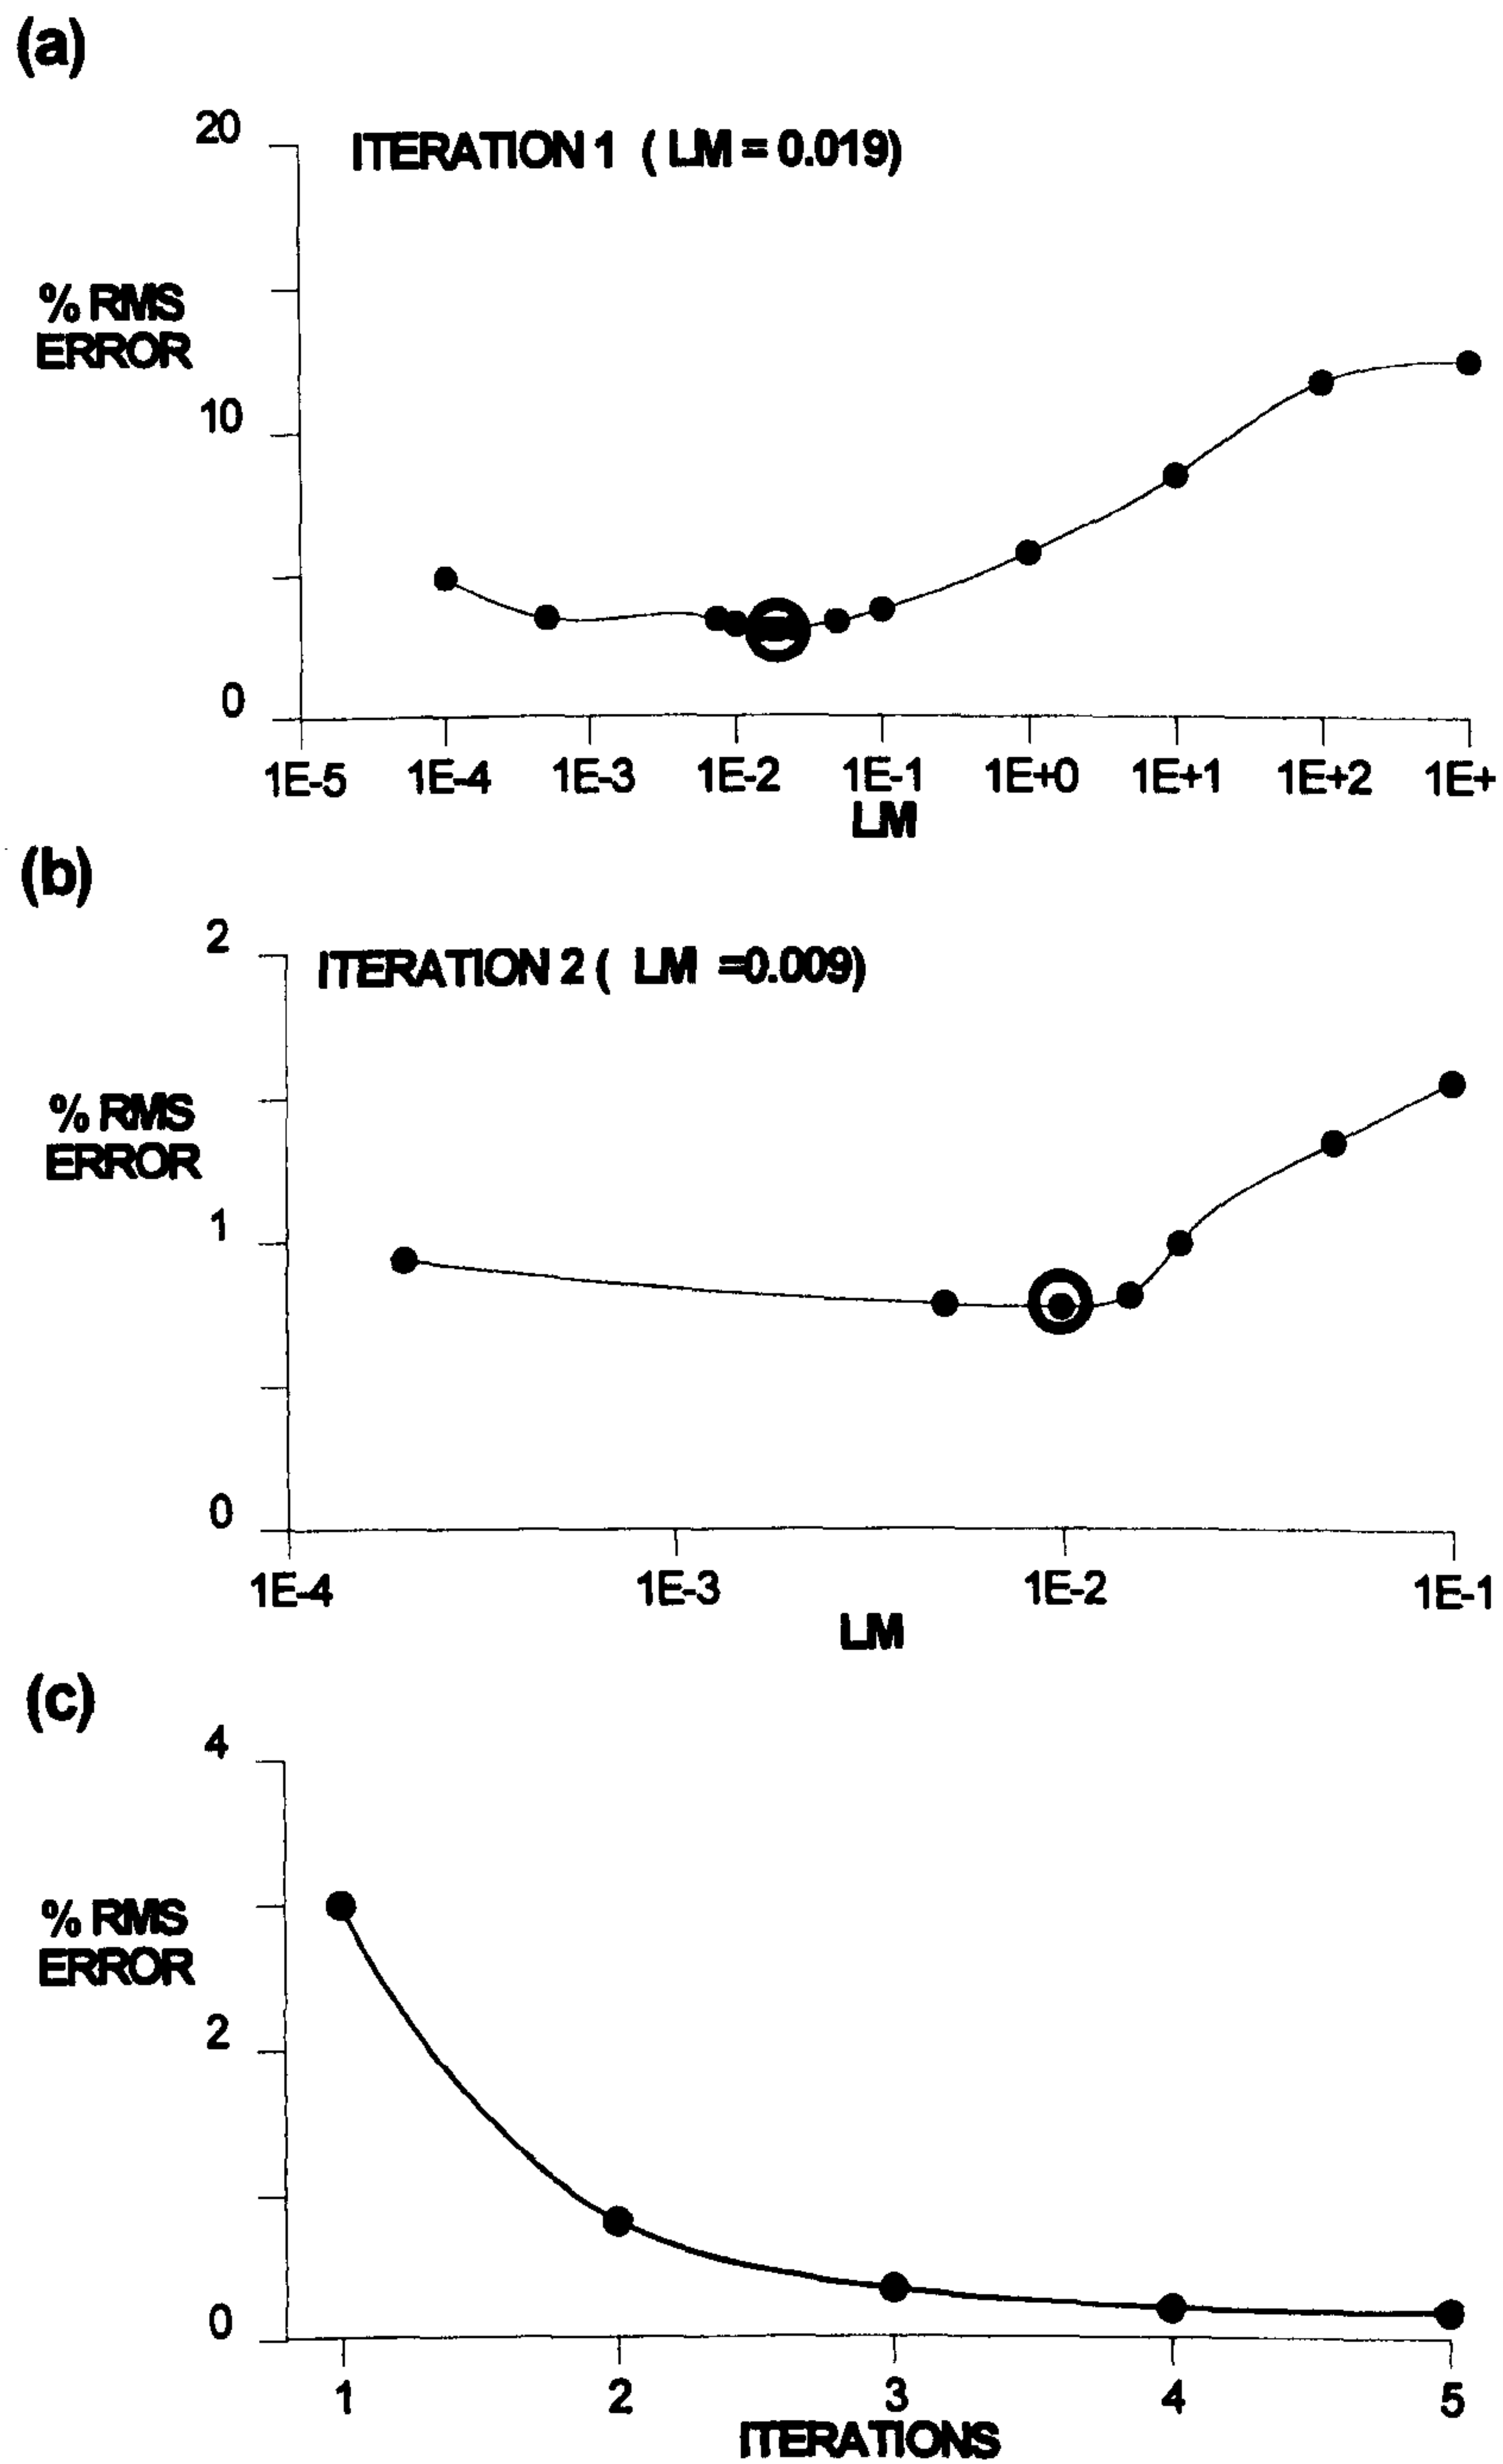 (a)
20
ITERATION 1 ( LM = 0.019)
% RMS
ERROR
10
0
1E-5 1E-4 1E-3 1E-2 1E-1 1E+0 1E+1 1E+2 1E+
LM
(b)
2
ITERATION 2 ( LM =0.009)
% RMS
ERROR
1
0
1E-4 1E-3 1E-2 1E-1
LM
(c)
4
% RMS
ERROR
2
0
1 2 3 4 5
ITERATIONS